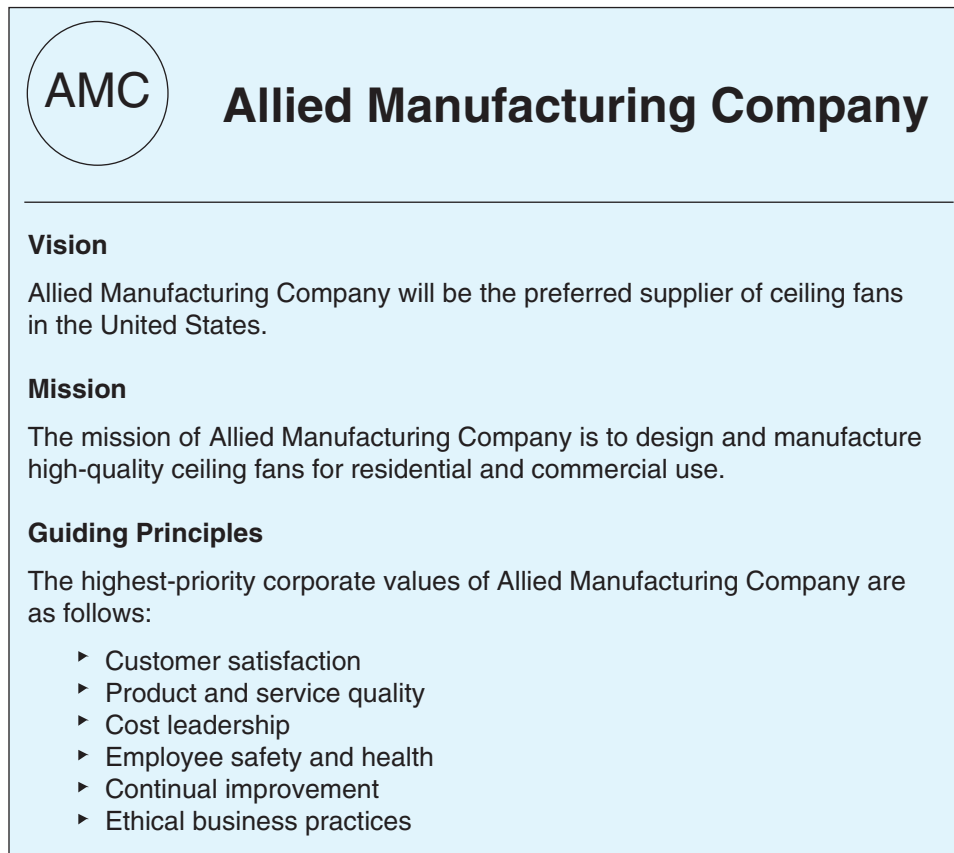 AMC
Allied Manufacturing Company
Vision
Allied Manufacturing Company will be the preferred supplier of ceiling fans
in the United States.
Mission
The mission of Allied Manufacturing Company is to design and manufacture
high-quality ceiling fans for residential and commercial use.
Guiding Principles
The highest-priority corporate values of Allied Manufacturing Company are
as follows:
‣ Customer satisfaction
‣ Product and service quality
‣ Cost leadership
‣ Employee safety and health
‣ Continual improvement
‣ Ethical business practices